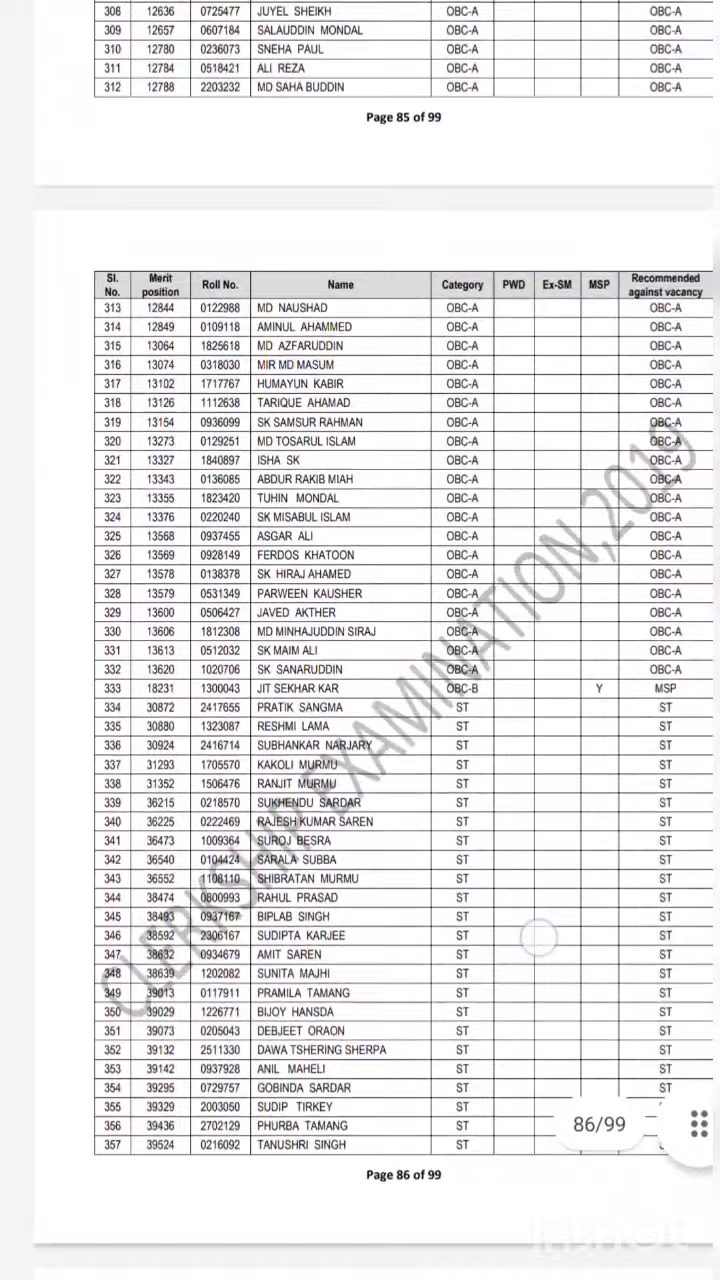 308 12636 0725477 JUYEL SHEIKH OBC-A OBC-A
309 12657 0607184 SALAUDDIN MONDAL OBC-A OBC-A
310 12780 0236073 SNEHA PAUL OBC-A OBC-A
311 12784 0518421 ALI REZA OBC-A OBC-A
312 12788 2203232 MD SAHA BUDDIN OBC-A OBC-A
Page 85 of 99
Sl. No. Merit position Roll No. Name Category PWD Ex-SM MSP Recommended against vacancy
313 12844 0122988 MD NAUSHAD OBC-A OBC-A
314 12849 0109118 AMINUL AHAMMED OBC-A OBC-A
315 13064 1825618 MD AZFARUDDIN OBC-A OBC-A
316 13074 0318030 MIR MD MASUM OBC-A OBC-A
317 13102 1717767 HUMAYUN KABIR OBC-A OBC-A
318 13126 1112638 TARIQUE AHAMAD OBC-A OBC-A
319 13154 0936099 SK SAMSUR RAHMAN OBC-A OBC-A
320 13273 0129251 MD TOSARUL ISLAM OBC-A OBC-A
321 13327 1840897 ISHA SK OBC-A OBC-A
322 13343 0136085 ABDUR RAKIB MIAH OBC-A OBC-A
323 13355 1823420 TUHIN MONDAL OBC-A OBC-A
324 13376 0220240 SK MISABUL ISLAM OBC-A OBC-A
325 13568 0937455 ASGAR ALI OBC-A OBC-A
326 13569 0928149 FERDOS KHATOON OBC-A OBC-A
327 13578 0138378 SK HIRAJ AHAMED OBC-A OBC-A
328 13579 0531349 PARWEEN KAUSHER OBC-A OBC-A
329 13600 0506427 JAVED AKTHER OBC-A OBC-A
330 13606 1812308 MD MINHAJUDDIN SIRAJ OBC-A OBC-A
331 13613 0512032 SK MAIM ALI OBC-A OBC-A
332 13620 1020706 SK SANARUDDIN OBC-A OBC-A
333 18231 1300043 JIT SEKHAR KAR OBC-B Y MSP
334 30872 2417655 PRATIK SANGMA ST ST
335 30880 1323087 RESHMI LAMA ST ST
336 30924 2416714 SUBHANKAR NARJARY ST ST
337 31293 1705570 KAKOLI MURMU ST ST
338 31352 1506476 RANJIT MURMU ST ST
339 36215 0218570 SUKHENDU SARDAR ST ST
340 36225 0222469 RAJESH KUMAR SAREN ST ST
341 36473 1009364 SUROJ BESRA ST ST
342 36540 0104424 SARALA SUBBA ST ST
343 36552 1108110 SHIBRATAN MURMU ST ST
344 38474 0800993 RAHUL PRASAD ST ST
345 38493 0937167 BIPLAB SINGH ST ST
346 38592 2306167 SUDIPTA KARJEE ST ST
347 38632 0934679 AMIT SAREN ST ST
348 38639 1202082 SUNITA MAJHI ST ST
349 39013 0117911 PRAMILA TAMANG ST ST
350 39029 1226771 BIJOY HANSDA ST ST
351 39073 0205043 DEBJEET ORAON ST ST
352 39132 2511330 DAWA TSHERING SHERPA ST ST
353 39142 0937928 ANIL MAHELI ST ST
354 39295 0729757 GOBINDA SARDAR ST ST
355 39329 2003050 SUDIP TIRKEY ST
356 39436 2702129 PHURBA TAMANG ST
357 39524 0216092 TANUSHRI SINGH ST
CLERKSHIP EXAMINATION,2019
86/99
Page 86 of 99